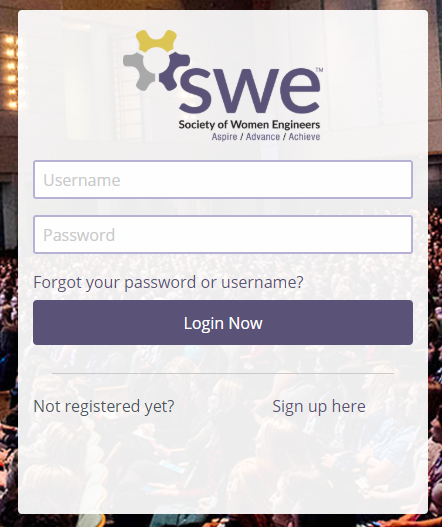 swe™
Society of Women Engineers
Aspire / Advance / Achieve
Username
Password
Forgot your password or username?
Login Now
Not registered yet? Sign up here